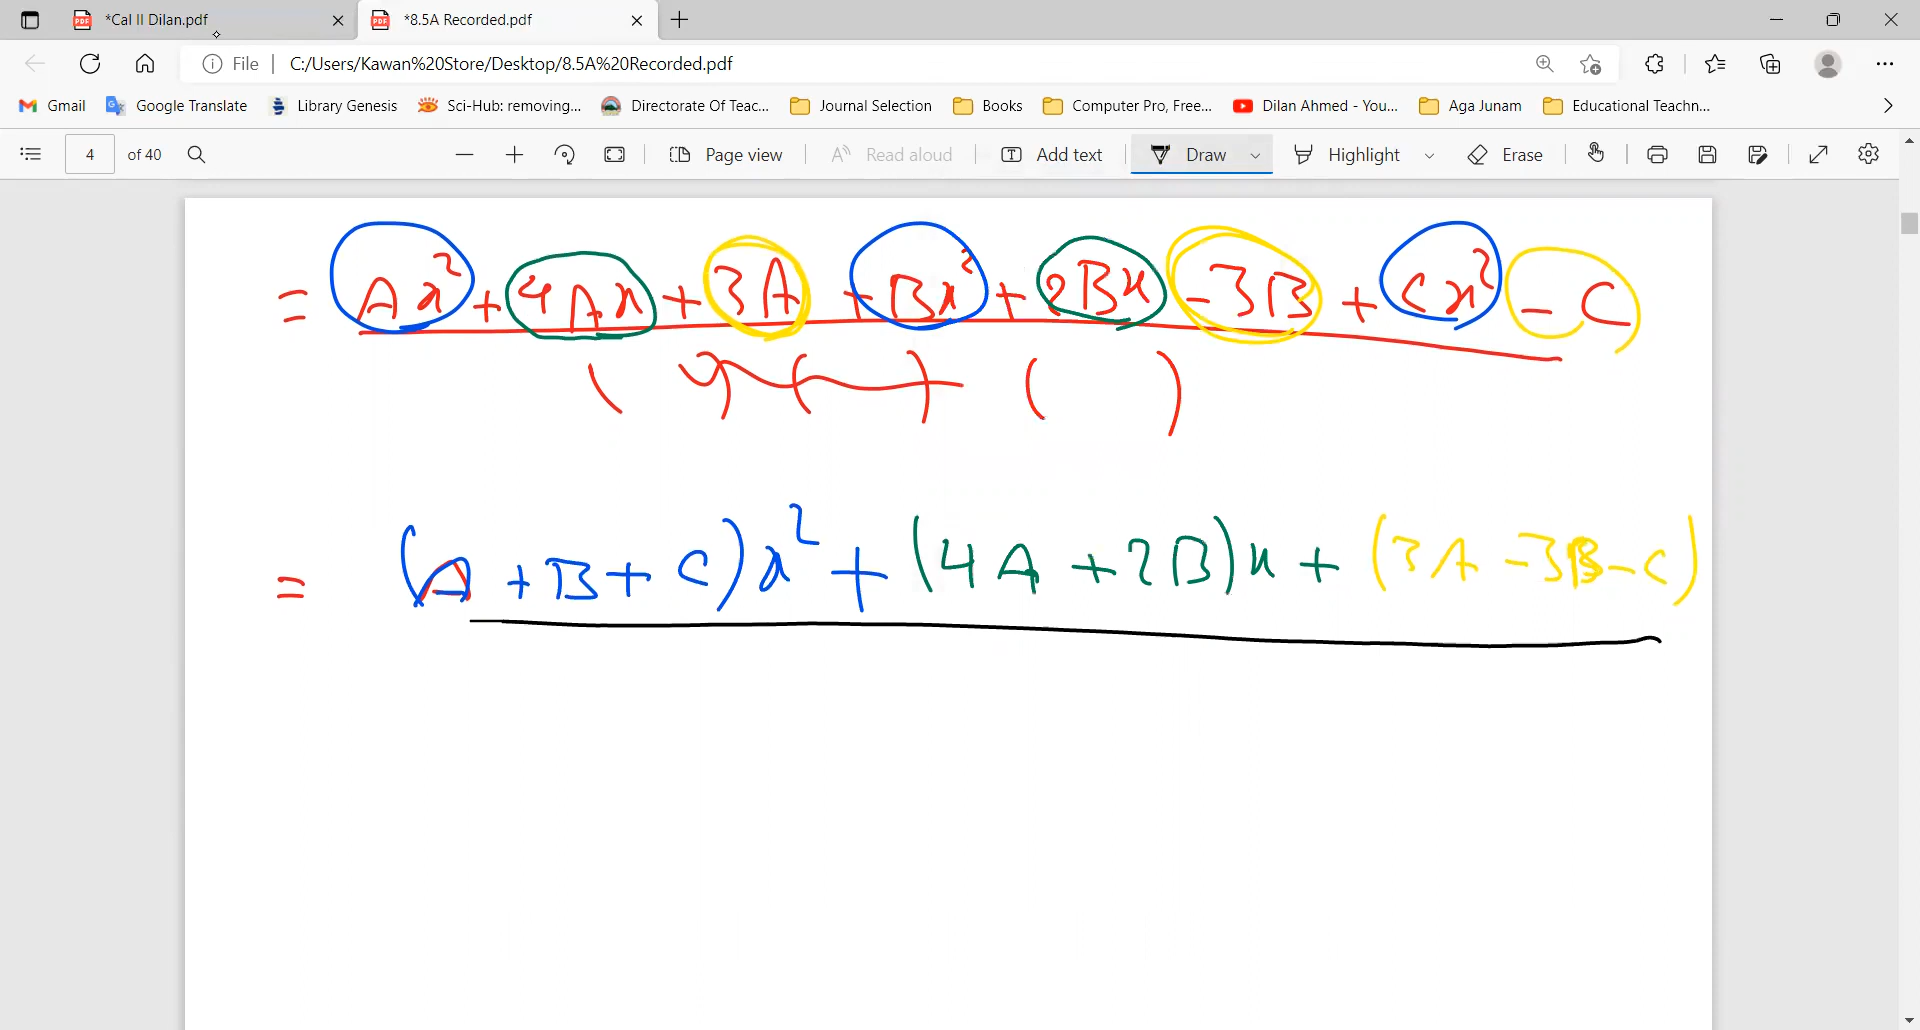 *Cal II Dilan.pdf
*8.5A Recorded.pdf
File | C:/Users/Kawan%20Store/Desktop/8.5A%20Recorded.pdf
Gmail Google Translate Library Genesis Sci-Hub: removing... Directorate Of Teac... Journal Selection Books Computer Pro, Free... Dilan Ahmed - You... Aga Junam Educational Teachn...
4 of 40 Page view Read aloud Add text Draw Highlight Erase
= Ax² + 4Ax + 3A + Bx² + 2Bx - 3B + Cx² - C
( ) ( ) ( )
= (A + B + C)x² + (4A + 2B)x + (3A - 3B - C)